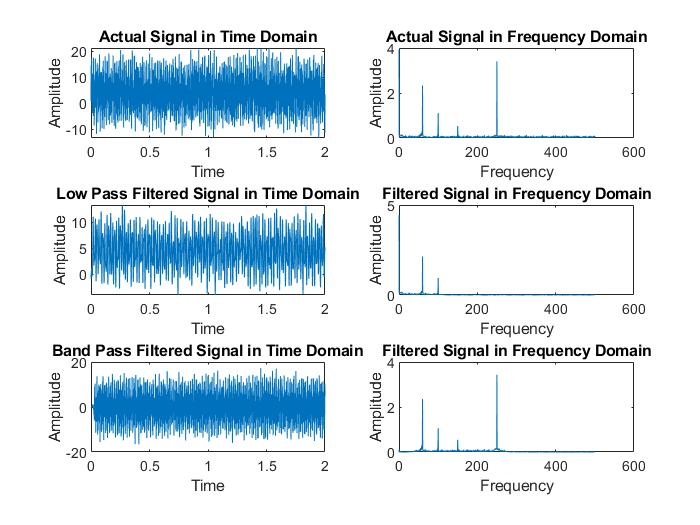 Actual Signal in Time Domain
Actual Signal in Frequency Domain
20
10
0
-10
Amplitude
0 0.5 1 1.5 2
Time
4
2
0
Amplitude
0 200 400 600
Frequency
Low Pass Filtered Signal in Time Domain
Filtered Signal in Frequency Domain
10
5
0
Amplitude
0 0.5 1 1.5 2
Time
5
0
Amplitude
0 200 400 600
Frequency
Band Pass Filtered Signal in Time Domain
Filtered Signal in Frequency Domain
20
0
-20
Amplitude
0 0.5 1 1.5 2
Time
4
2
0
Amplitude
0 200 400 600
Frequency